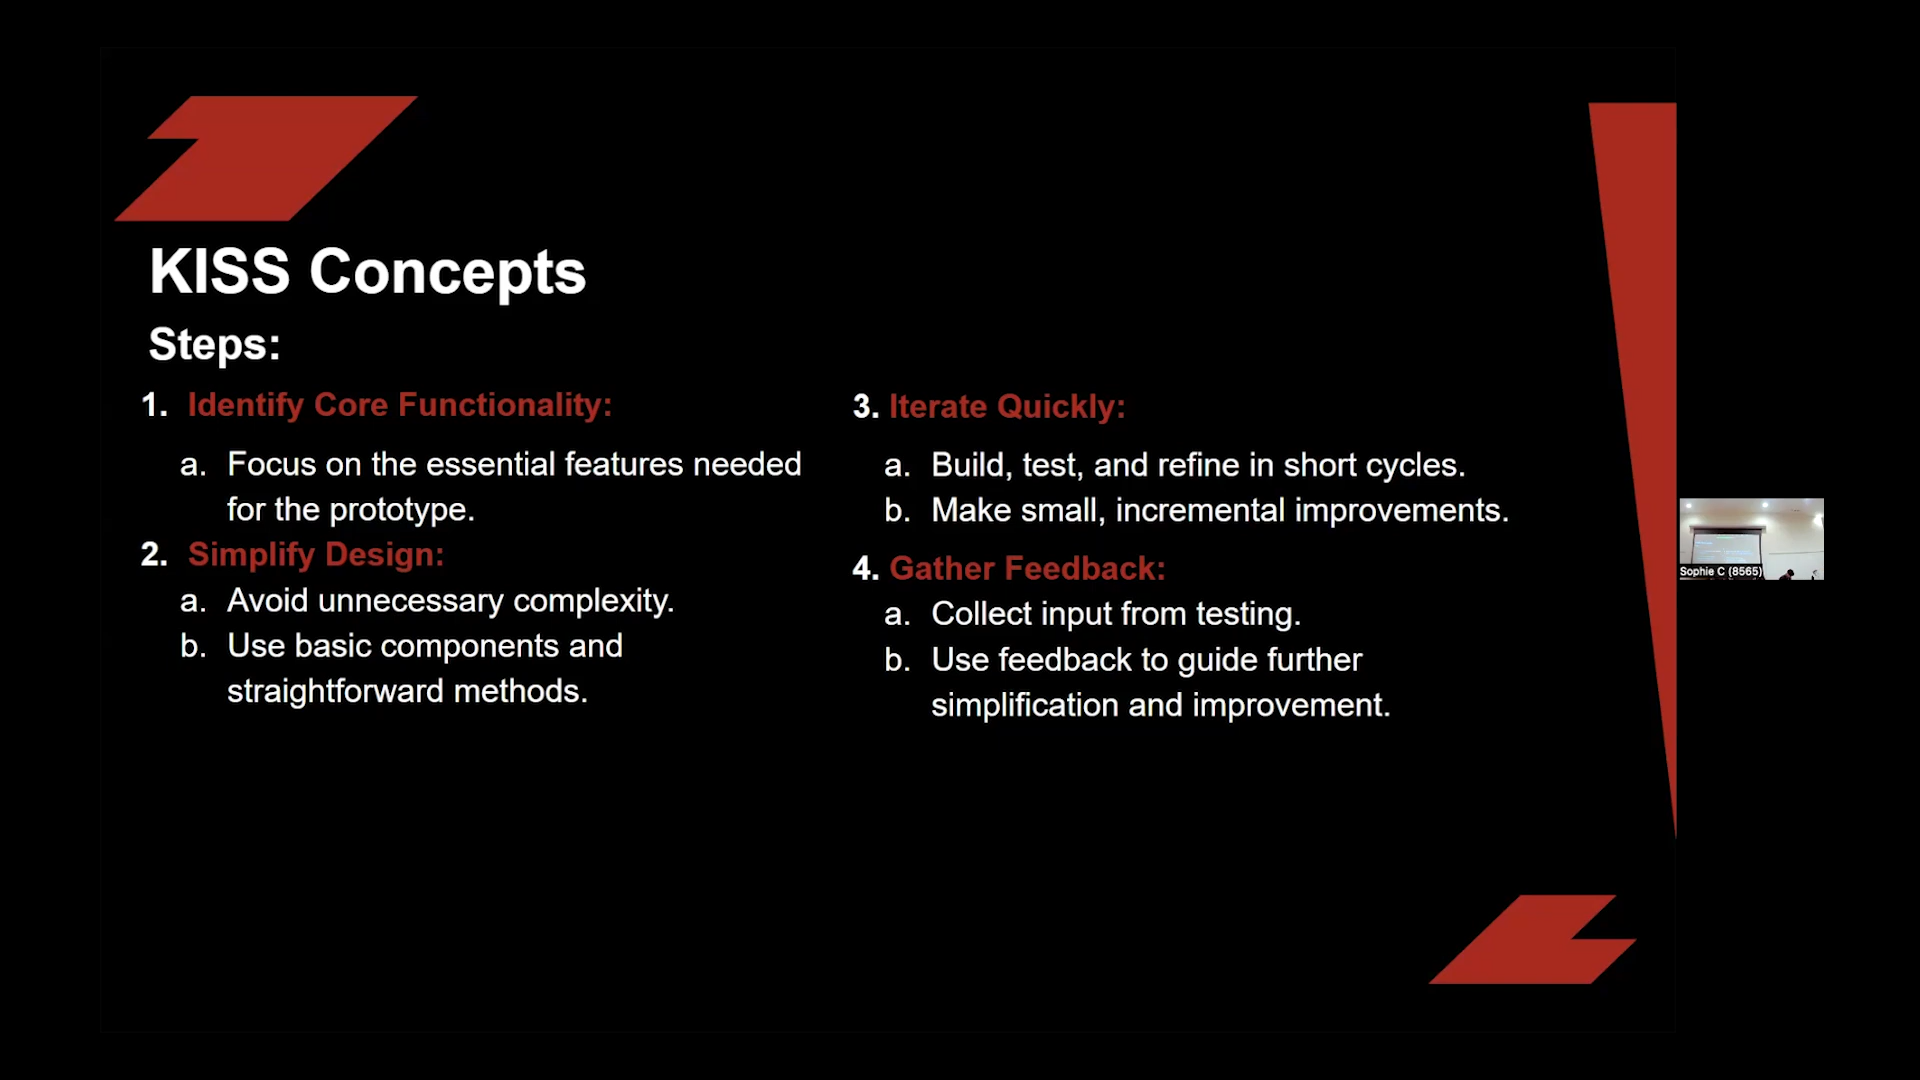 KISS Concepts
Steps:
1. Identify Core Functionality:
a. Focus on the essential features needed
for the prototype.
2. Simplify Design:
a. Avoid unnecessary complexity.
b. Use basic components and
straightforward methods.
3. Iterate Quickly:
a. Build, test, and refine in short cycles.
b. Make small, incremental improvements.
4. Gather Feedback:
a. Collect input from testing.
b. Use feedback to guide further
simplification and improvement.
Sophie C (8565)